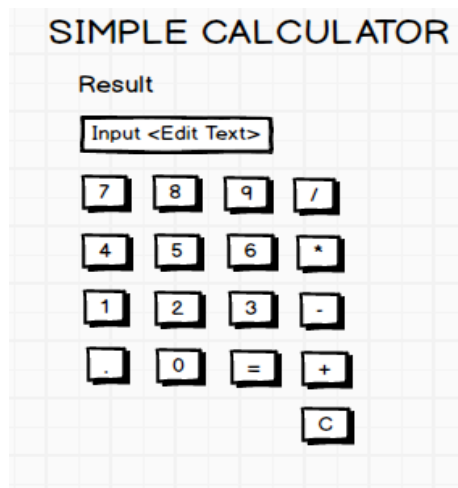 SIMPLE CALCULATOR
Result
Input <Edit Text>
7 8 9 /
4 5 6 *
1 2 3 -
. 0 = +
C